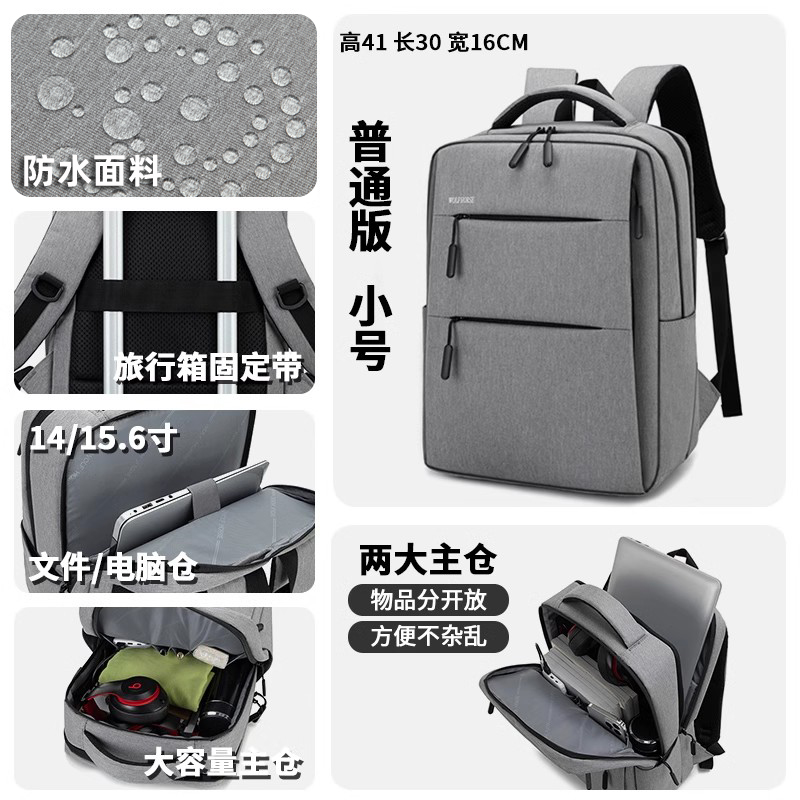 防水面料
旅行箱固定带
14/15.6寸
文件/电脑仓
大容量主仓
高41 长30 宽16CM
普通版 小号
两大主仓
物品分开放
方便不杂乱